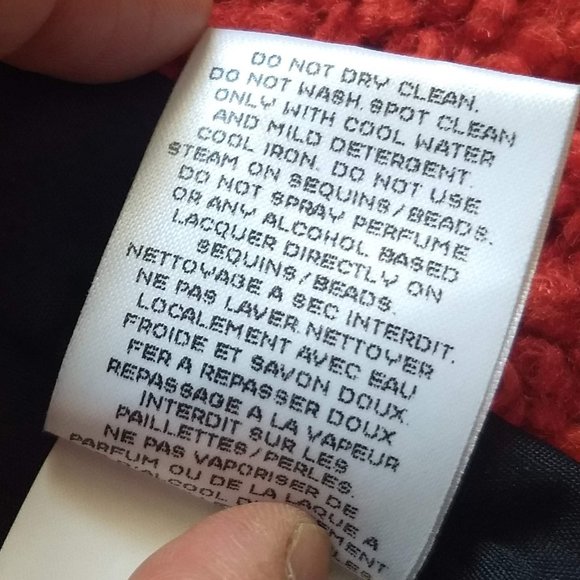 DO NOT DRY CLEAN.
DO NOT WASH. SPOT CLEAN
ONLY WITH COOL WATER
AND MILD DETERGENT.
COOL IRON. DO NOT USE
STEAM ON SEQUINS/BEADS.
DO NOT SPRAY PERFUME
OR ANY ALCOHOL BASED
LACQUER DIRECTLY ON
SEQUINS/BEADS.
NETTOYAGE A SEC INTERDIT.
NE PAS LAVER. NETTOYER
LOCALEMENT AVEC EAU
FROIDE ET SAVON DOUX.
FER A REPASSER DOUX.
REPASSAGE A LA VAPEUR
INTERDIT SUR LES
PAILLETTES/PERLES.
NE PAS VAPORISER DE
PARFUM OU DE LA LAQUE A